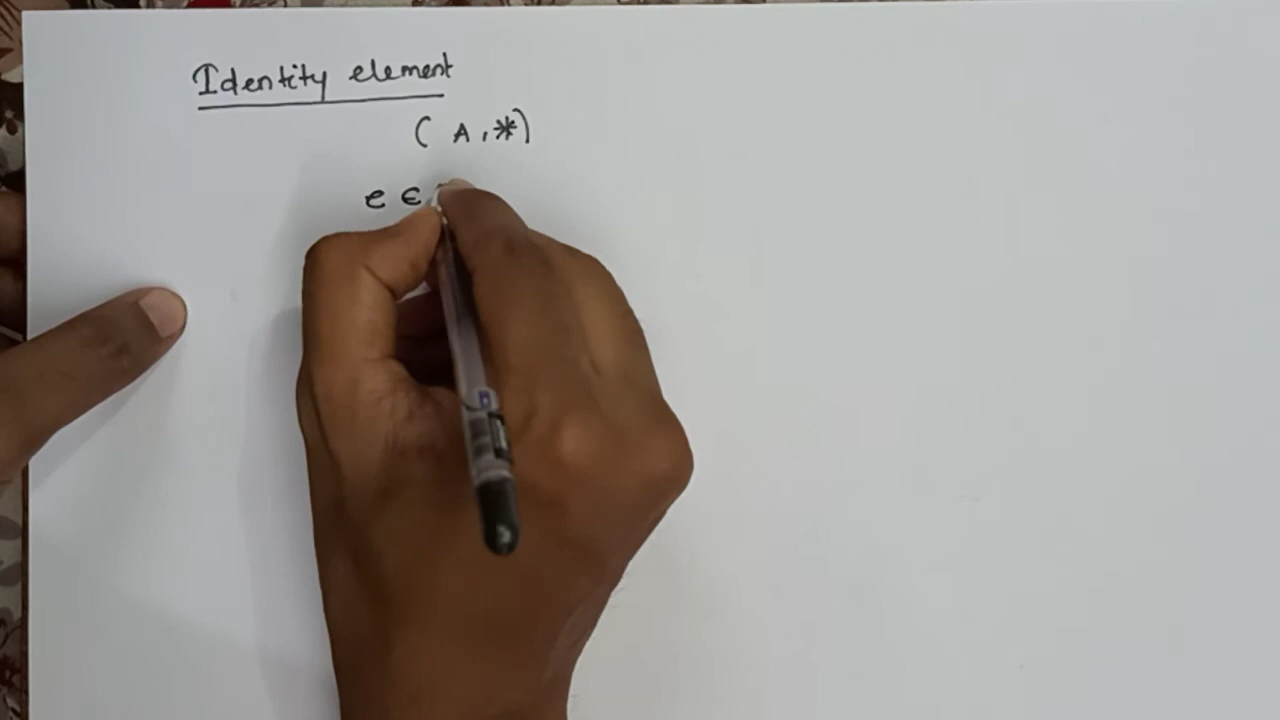 Identity element
( A , *)
e ∈